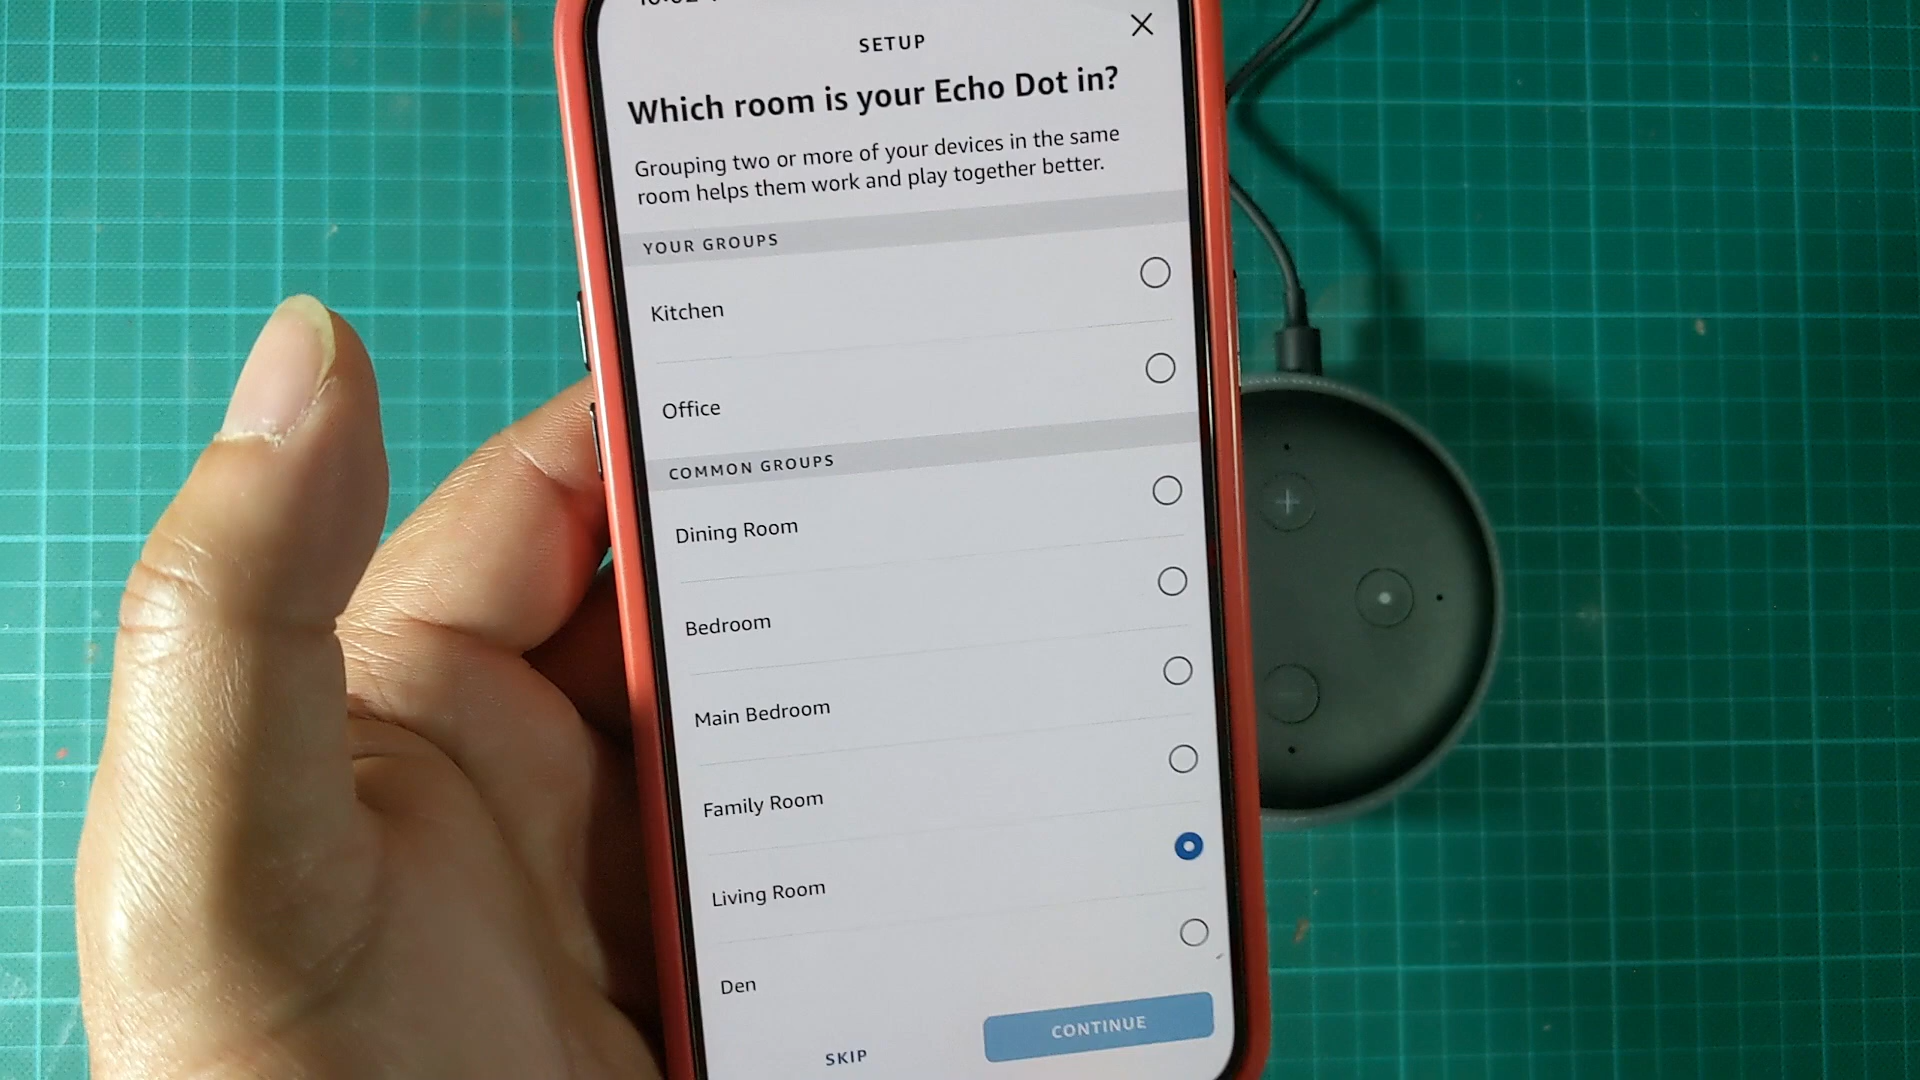 SETUP
Which room is your Echo Dot in?
Grouping two or more of your devices in the same
room helps them work and play together better.
YOUR GROUPS
Kitchen
Office
COMMON GROUPS
Dining Room
Bedroom
Main Bedroom
Family Room
Living Room
Den
SKIP
CONTINUE